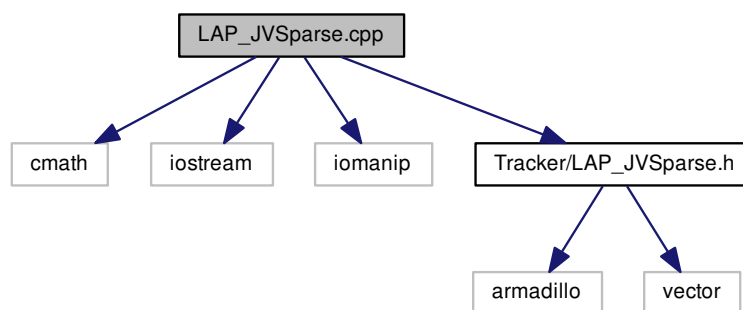 LAP_JVSparse.cpp
cmath
iostream
iomanip
Tracker/LAP_JVSparse.h
armadillo
vector